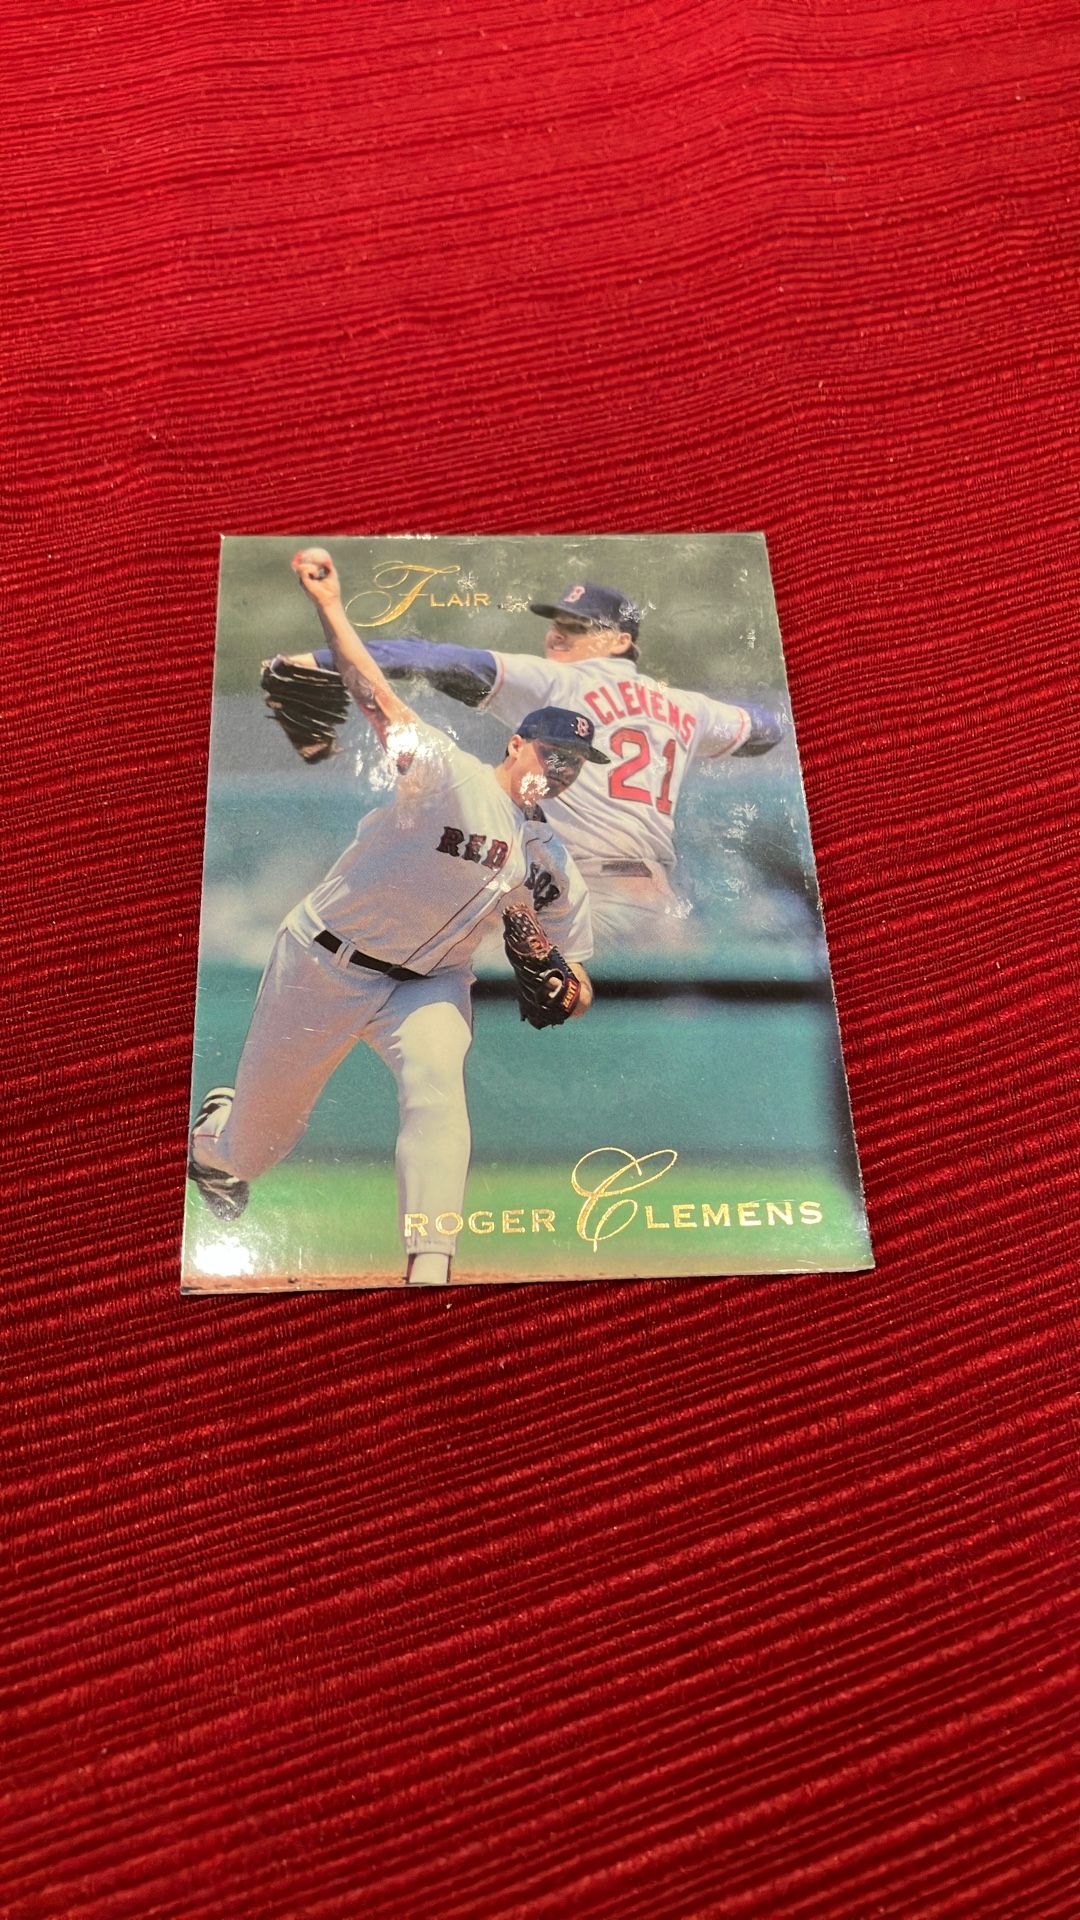 FLAIR
B
CLEMENS
21
B
RED SOX
ROGER CLEMENS